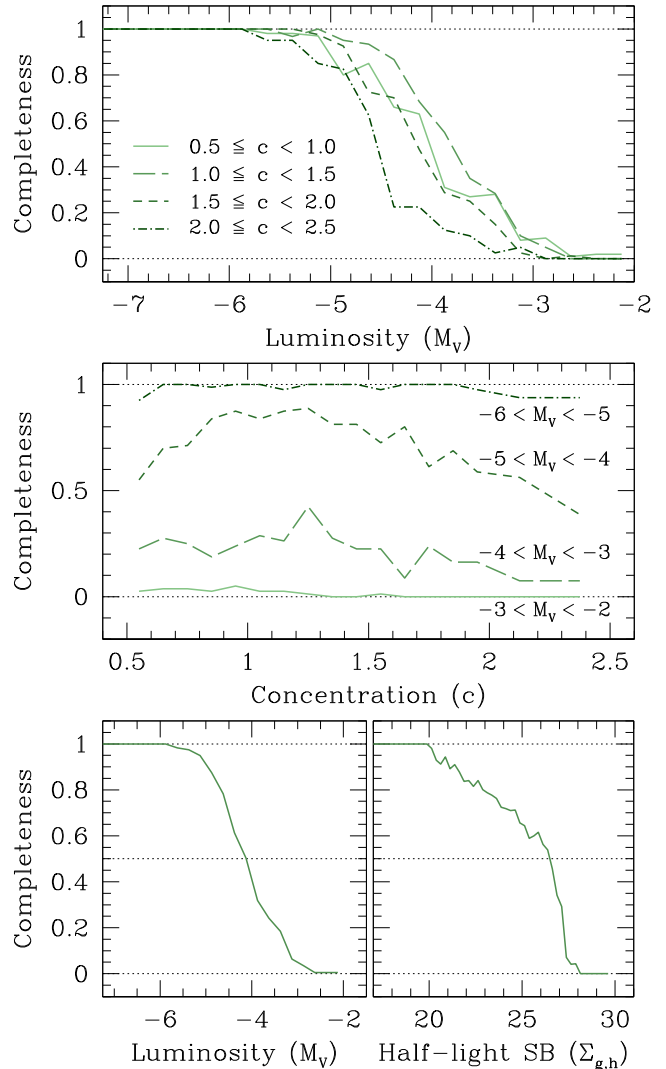 1
0.8
0.6
0.4
0.2
0
Completeness
0.5 ≦ c < 1.0
1.0 ≦ c < 1.5
1.5 ≦ c < 2.0
2.0 ≦ c < 2.5
−7 −6 −5 −4 −3 −2
Luminosity (M_V)
1
0.5
0
Completeness
−6 < M_V < −5
−5 < M_V < −4
−4 < M_V < −3
−3 < M_V < −2
0.5 1 1.5 2 2.5
Concentration (c)
1
0.8
0.6
0.4
0.2
0
Completeness
−6 −4 −2
Luminosity (M_V)
20 25 30
Half−light SB (Σ_g,h)